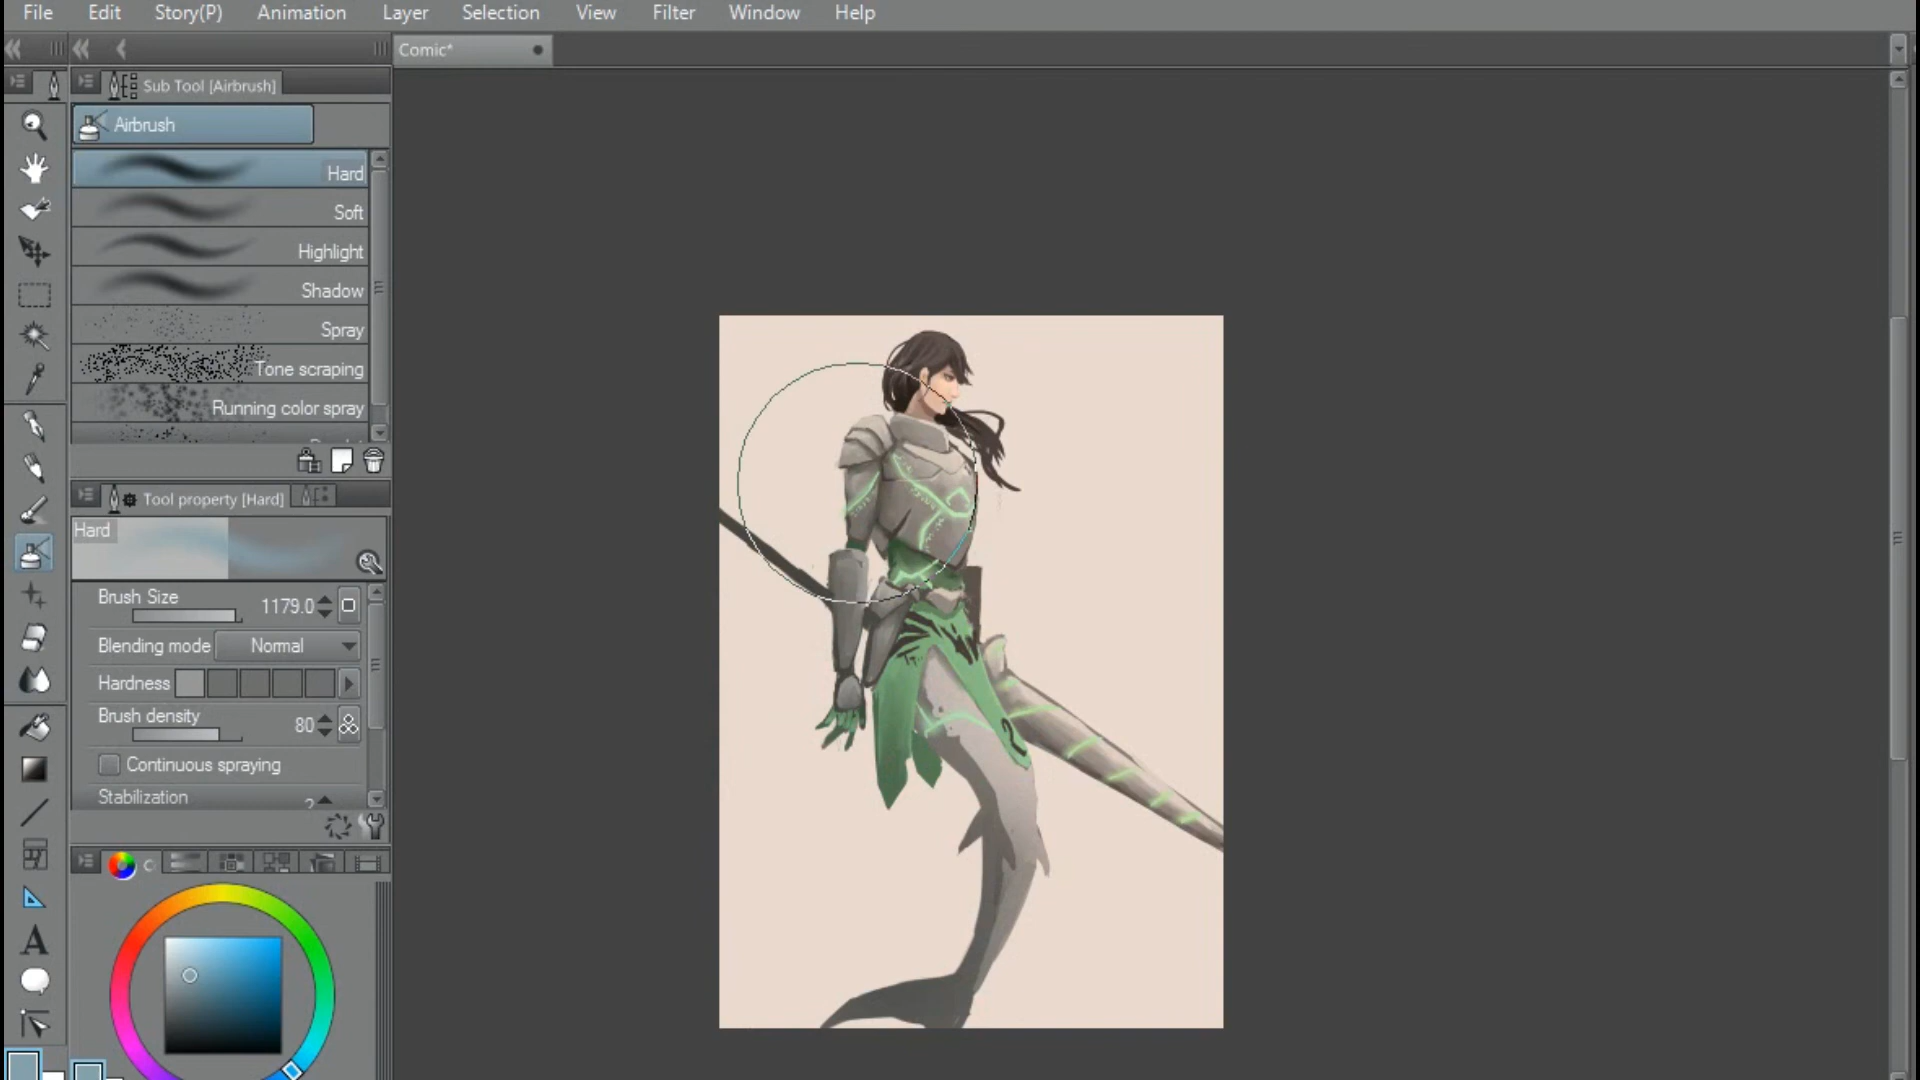 File Edit Story(P) Animation Layer Selection View Filter Window Help
Comic*
Sub Tool [Airbrush]
Airbrush
Hard
Soft
Highlight
Shadow
Spray
Tone scraping
Running color spray
Tool property [Hard]
Hard
Brush Size 1179.0
Blending mode Normal
Hardness
Brush density 80
Continuous spraying
Stabilization